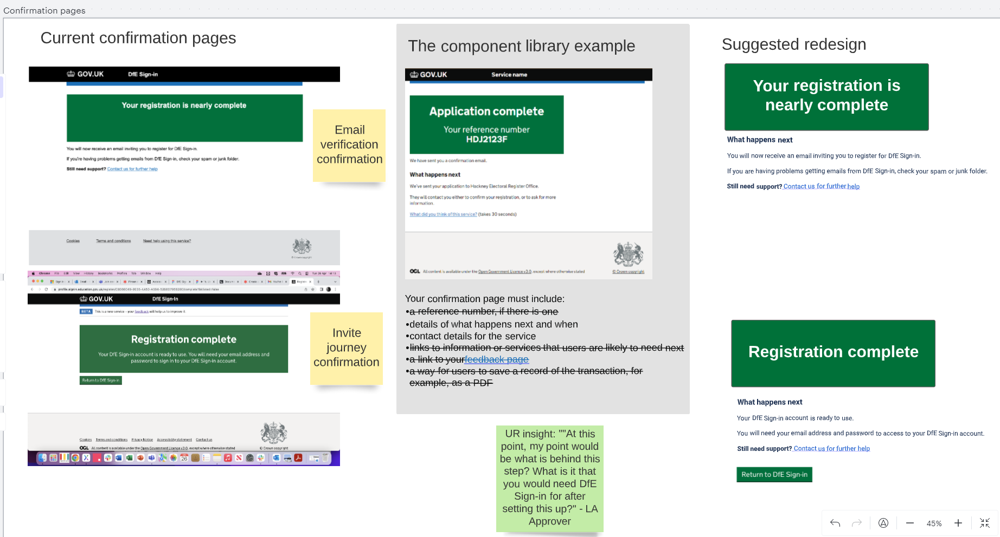 Confirmation pages
Current confirmation pages
GOV.UK DfE Sign-in
Your registration is nearly complete
You will now receive an email inviting you to register for DfE Sign-in.
If you're having problems getting emails from DfE Sign-in, check your spam or junk folder.
Still need support? Contact us for further help
Email
verification
confirmation
Cookies Terms and conditions Need help using this service?
© Crown copyright
Chrome File Edit View History Bookmarks Profiles Tab Window Help
GOV.UK DfE Sign-in
BETA This is a new service – your feedback will help us to improve it.
Registration complete
Your DfE Sign-in account is ready to use. You will need your email address and
password to sign in to your DfE Sign-in account.
Return to DfE Sign-in
Invite
journey
confirmation
Cookies Terms and conditions Privacy Notice Accessibility statement Contact us
OGL All content is available under the Open Government Licence v3.0, except where otherwise stated
© Crown copyright
26
The component library example
GOV.UK Service name
Application complete
Your reference number
HDJ2123F
We have sent you a confirmation email.
What happens next
We've sent your application to Hackney Electoral Register Office.
They will contact you either to confirm your registration, or to ask for more
information.
What did you think of this service? (takes 30 seconds)
OGL All content is available under the Open Government Licence v3.0, except where otherwise stated
© Crown copyright
Your confirmation page must include:
•a reference number, if there is one
•details of what happens next and when
•contact details for the service
•links to information or services that users are likely to need next
•a link to your feedback page
•a way for users to save a record of the transaction, for
example, as a PDF
UR insight: ""At this
point, my point would
be what is behind this
step? What is it that
you would need DfE
Sign-in for after
setting this up?" - LA
Approver
Suggested redesign
Your registration is
nearly complete
What happens next
You will now receive an email inviting you to register for DfE Sign-in.
If you are having problems getting emails from DfE Sign-in, check your spam or junk folder.
Still need support? Contact us for further help
Registration complete
What happens next
Your DfE Sign-in account is ready to use.
You will need your email address and password to access to your DfE Sign-in account.
Still need support? Contact us for further help
Return to DfE Sign-in
45%